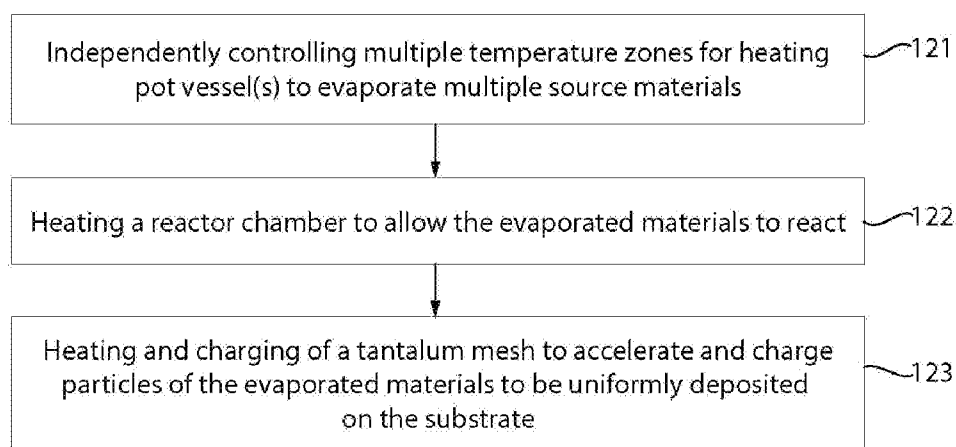 Independently controlling multiple temperature zones for heating
pot vessel(s) to evaporate multiple source materials
121
Heating a reactor chamber to allow the evaporated materials to react
122
Heating and charging of a tantalum mesh to accelerate and charge
particles of the evaporated materials to be uniformly deposited
on the substrate
123